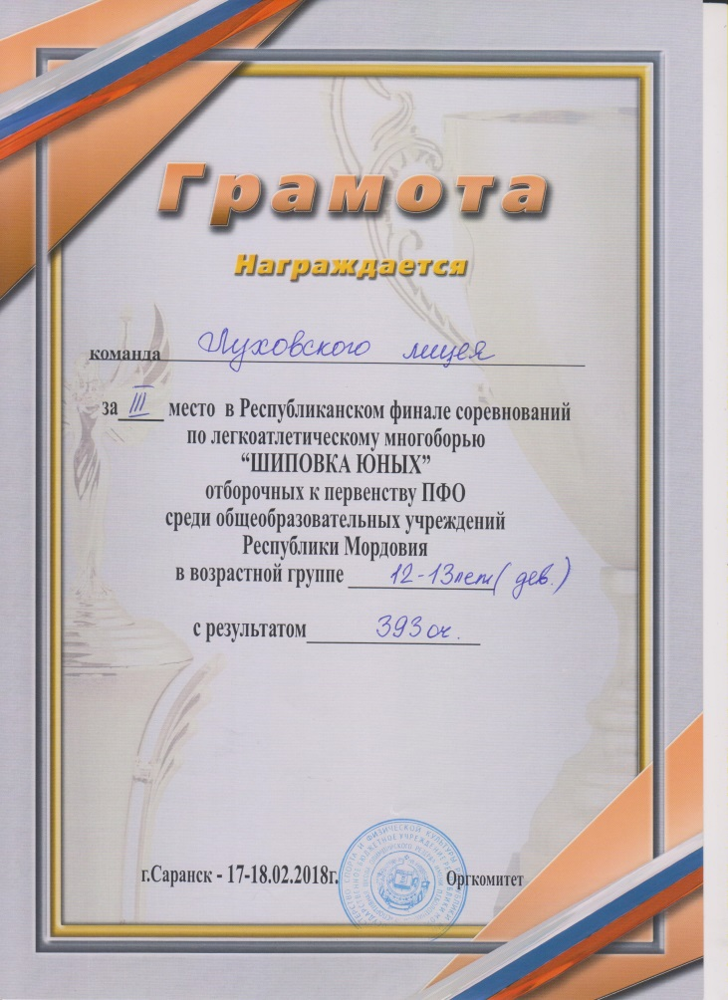 Грамота
Награждается
команда Луховского лицея
за III место в Республиканском финале соревнований
по легкоатлетическому многоборью
“ШИПОВКА ЮНЫХ”
отборочных к первенству ПФО
среди общеобразовательных учреждений
Республики Мордовия
в возрастной группе 12-13лет (дев.)
с результатом 393 оч.
г.Саранск - 17-18.02.2018г.
Оргкомитет